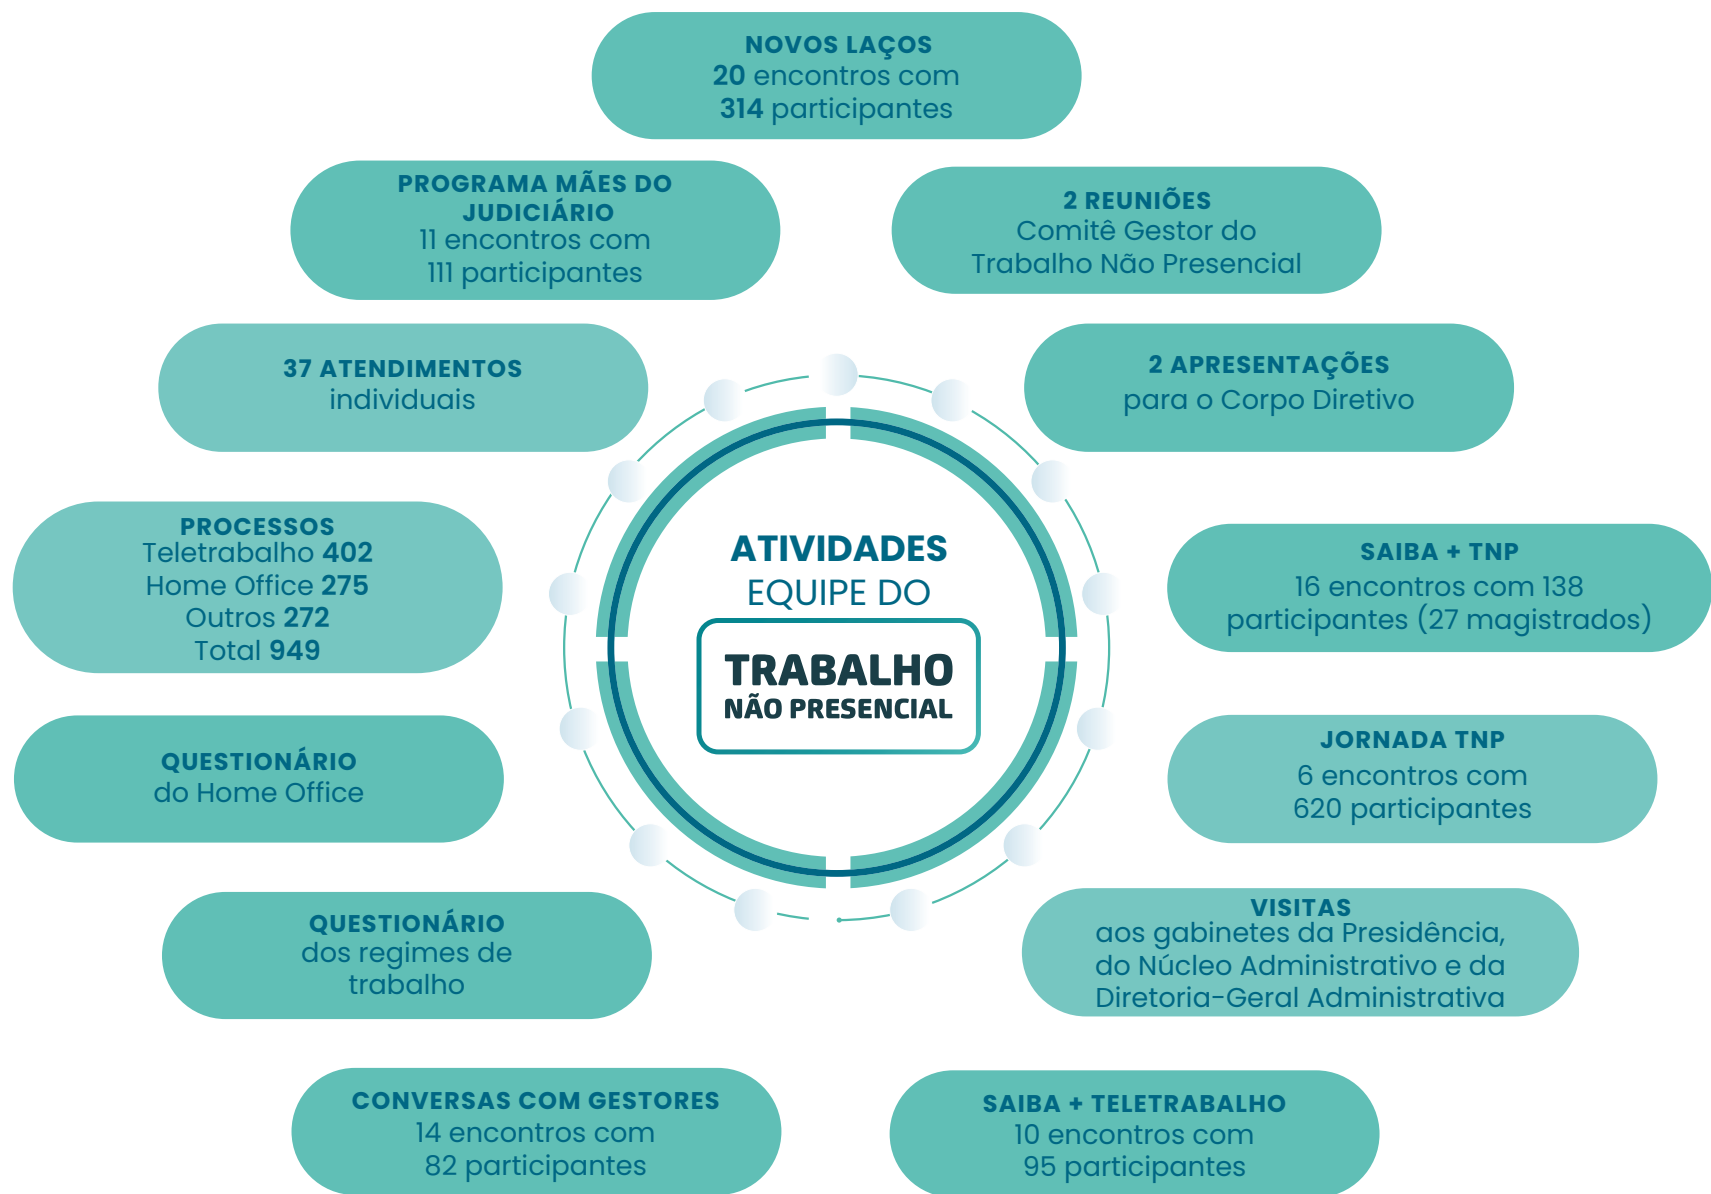 NOVOS LAÇOS
20 encontros com
314 participantes
PROGRAMA MÃES DO
JUDICIÁRIO
11 encontros com
111 participantes
2 REUNIÕES
Comitê Gestor do
Trabalho Não Presencial
37 ATENDIMENTOS
individuais
2 APRESENTAÇÕES
para o Corpo Diretivo
PROCESSOS
Teletrabalho 402
Home Office 275
Outros 272
Total 949
ATIVIDADES
EQUIPE DO
TRABALHO
NÃO PRESENCIAL
SAIBA + TNP
16 encontros com 138
participantes (27 magistrados)
QUESTIONÁRIO
do Home Office
JORNADA TNP
6 encontros com
620 participantes
QUESTIONÁRIO
dos regimes de
trabalho
VISITAS
aos gabinetes da Presidência,
do Núcleo Administrativo e da
Diretoria-Geral Administrativa
CONVERSAS COM GESTORES
14 encontros com
82 participantes
SAIBA + TELETRABALHO
10 encontros com
95 participantes